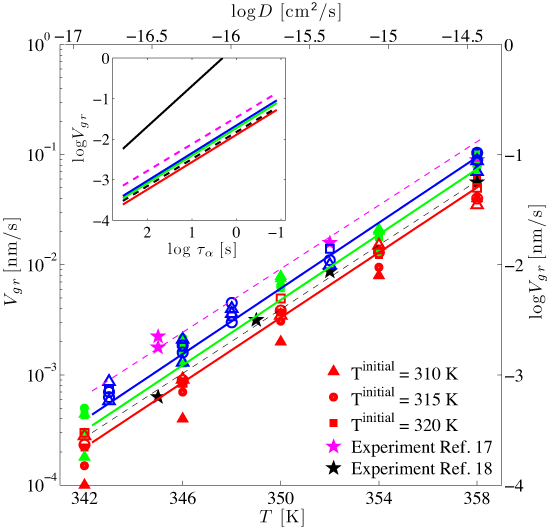 log D [cm²/s]
−17 −16.5 −16 −15.5 −15 −14.5
10⁰ 0
0
−1
−2
−3
−4
log V_gr
2 1 0 −1
log τ_α [s]
10⁻¹ −1
10⁻² −2
10⁻³ −3
10⁻⁴ −4
V_gr [nm/s]
logV_gr [nm/s]
T^initial = 310 K
T^initial = 315 K
T^initial = 320 K
Experiment Ref. 17
Experiment Ref. 18
342 346 350 354 358
T [K]